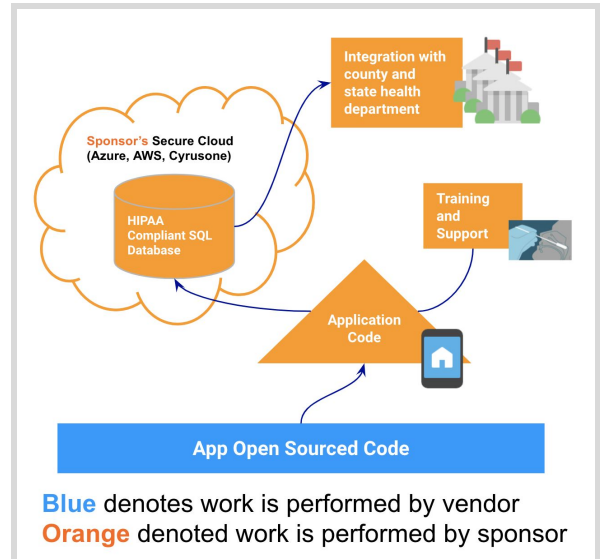 Integration with
county and
state health
department
Sponsor's Secure Cloud
(Azure, AWS, Cyrusone)
HIPAA
Compliant SQL
Database
Training
and
Support
Application
Code
App Open Sourced Code
Blue denotes work is performed by vendor
Orange denoted work is performed by sponsor